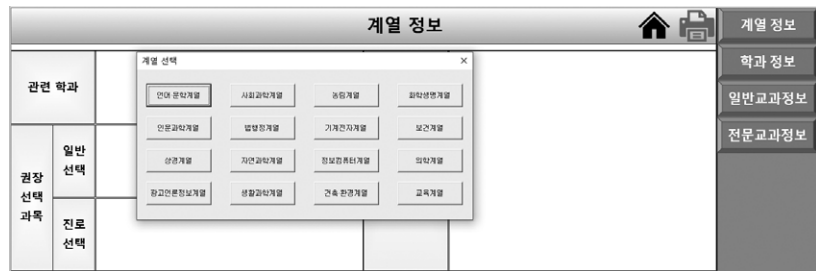 계열 정보
계열 정보
학과 정보
일반교과정보
전문교과정보
관련 학과
권장
선택
과목
일반
선택
진로
선택
계열 선택
언어·문학계열 사회과학계열 농림계열 화학생명계열
인문과학계열 법행정계열 기계전자계열 보건계열
상경계열 자연과학계열 정보컴퓨터계열 의학계열
광고언론정보계열 생활과학계열 건축·환경계열 교육계열